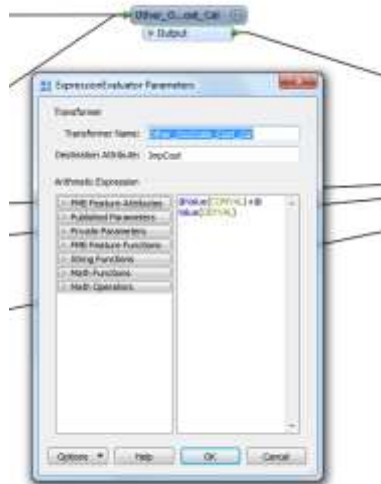 Output
ExpressionEvaluator Parameters
Transformer
Transformer Name:
Destination Attribute: ImpCost
Arithmetic Expression
FME Feature Attributes
Published Parameters
Private Parameters
FME Feature Functions
String Functions
Math Functions
Math Operators
Options
Help
OK
Cancel